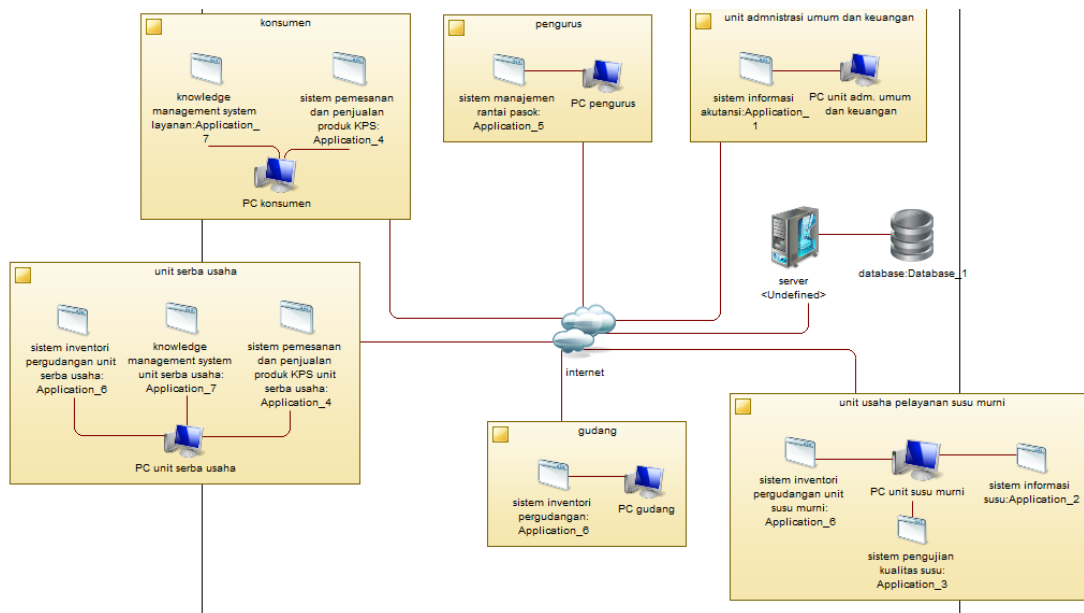 konsumen
knowledge
management system
layanan:Application_
7
sistem pemesanan
dan penjualan
produk KPS:
Application_4
PC konsumen
pengurus
sistem manajemen
rantai pasok:
Application_5
PC pengurus
unit admnistrasi umum dan keuangan
sistem informasi
akutansi:Application_
1
PC unit adm. umum
dan keuangan
server
<Undefined>
database:Database_1
unit serba usaha
sistem inventori
pergudangan unit
serba usaha:
Application_6
knowledge
management system
unit serba usaha:
Application_7
sistem pemesanan
dan penjualan
produk KPS unit
serba usaha:
Application_4
PC unit serba usaha
internet
gudang
sistem inventori
pergudangan:
Application_6
PC gudang
unit usaha pelayanan susu murni
sistem inventori
pergudangan unit
susu murni:
Application_6
PC unit susu murni
sistem informasi
susu:Application_2
sistem pengujian
kualitas susu:
Application_3